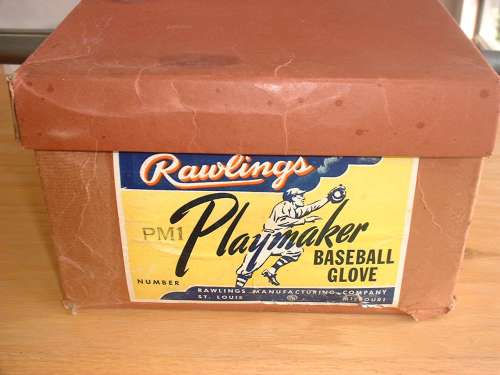 Rawlings
PM1 Playmaker
BASEBALL
GLOVE
NUMBER
RAWLINGS MANUFACTURING COMPANY
ST. LOUIS MISSOURI